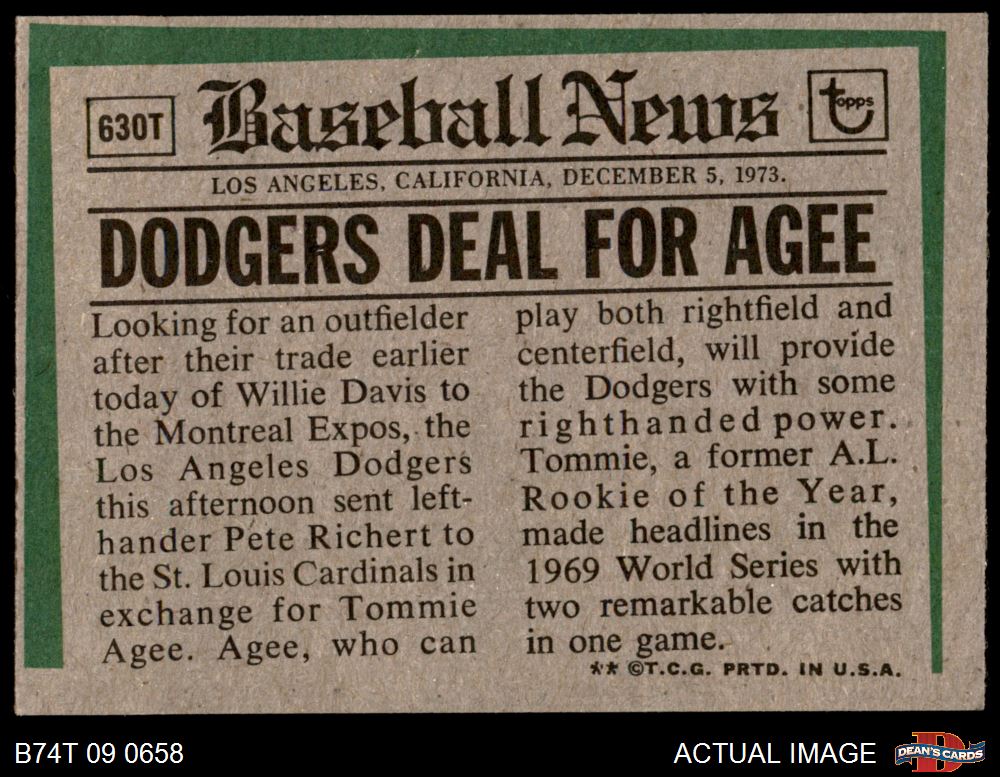 630T
Baseball News
topps
LOS ANGELES, CALIFORNIA, DECEMBER 5, 1973.
DODGERS DEAL FOR AGEE
Looking for an outfielder
after their trade earlier
today of Willie Davis to
the Montreal Expos, the
Los Angeles Dodgers
this afternoon sent left-
hander Pete Richert to
the St. Louis Cardinals in
exchange for Tommie
Agee. Agee, who can
play both rightfield and
centerfield, will provide
the Dodgers with some
righthanded power.
Tommie, a former A.L.
Rookie of the Year,
made headlines in the
1969 World Series with
two remarkable catches
in one game.
** ©T.C.G. PRTD. IN U.S.A.
B74T 09 0658
ACTUAL IMAGE
DEAN'S CARDS